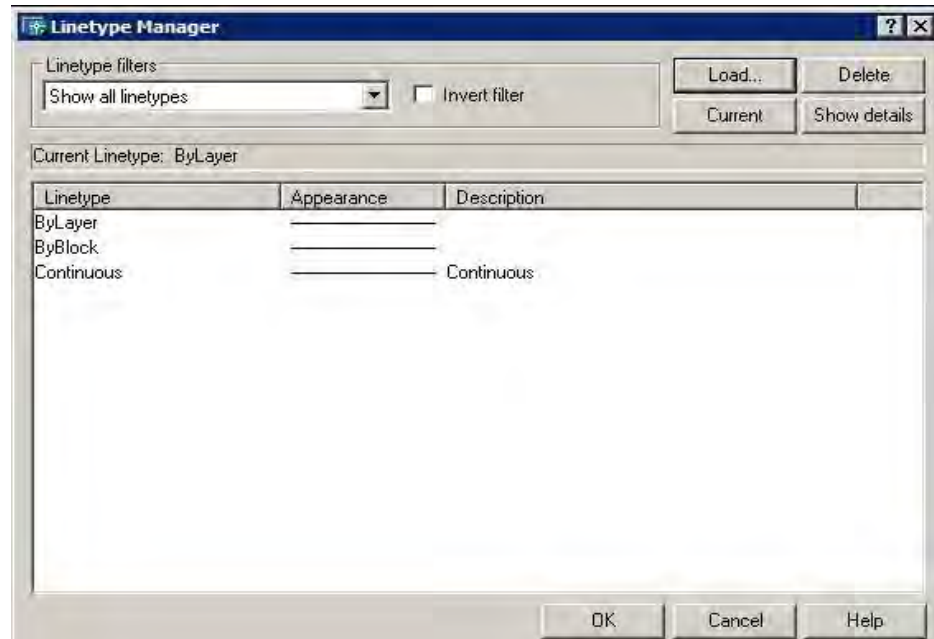 Linetype Manager
Linetype filters
Show all linetypes
Invert filter
Load...
Delete
Current
Show details
Current Linetype: ByLayer
Linetype Appearance Description
ByLayer
ByBlock
Continuous Continuous
OK Cancel Help